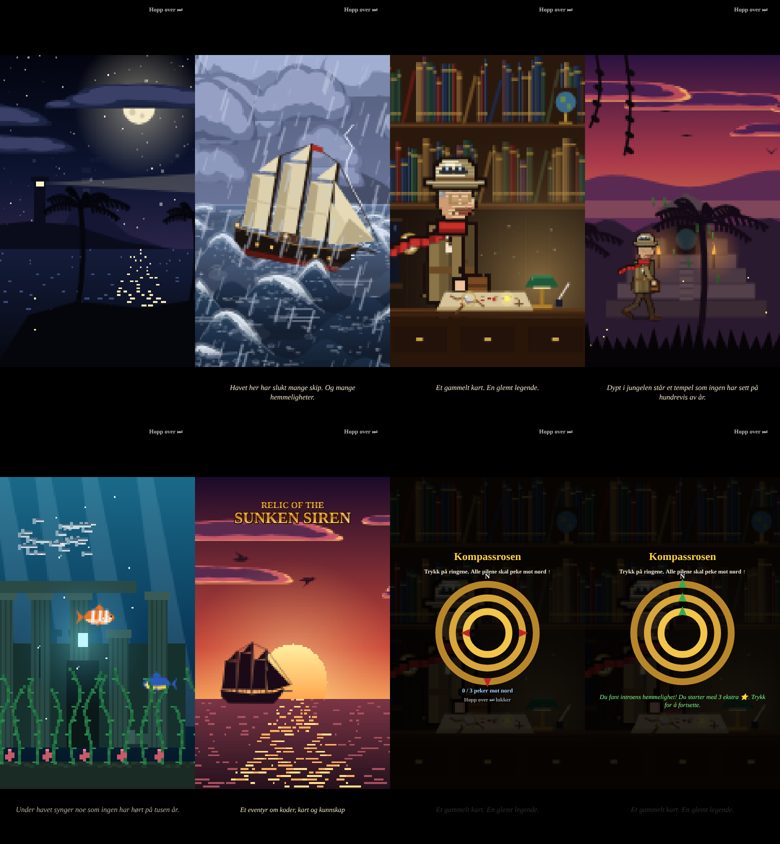 Hopp over ⏭
Hopp over ⏭
Hopp over ⏭
Hopp over ⏭
Havet her har slukt mange skip. Og mange
hemmeligheter.
Et gammelt kart. En glemt legende.
Dypt i jungelen står et tempel som ingen har sett på
hundrevis av år.
Hopp over ⏭
Hopp over ⏭
Hopp over ⏭
Hopp over ⏭
RELIC OF THE
SUNKEN SIREN
Kompassrosen
Trykk på ringene. Alle pilene skal peke mot nord ↑
N
0 / 3 peker mot nord
Hopp over ⏭ lukker
Kompassrosen
Trykk på ringene. Alle pilene skal peke mot nord ↑
N
Du fant introens hemmelighet! Du starter med 3 ekstra ⭐. Trykk
for å fortsette.
Under havet synger noe som ingen har hørt på tusen år.
Et eventyr om koder, kart og kunnskap
Et gammelt kart. En glemt legende.
Et gammelt kart. En glemt legende.